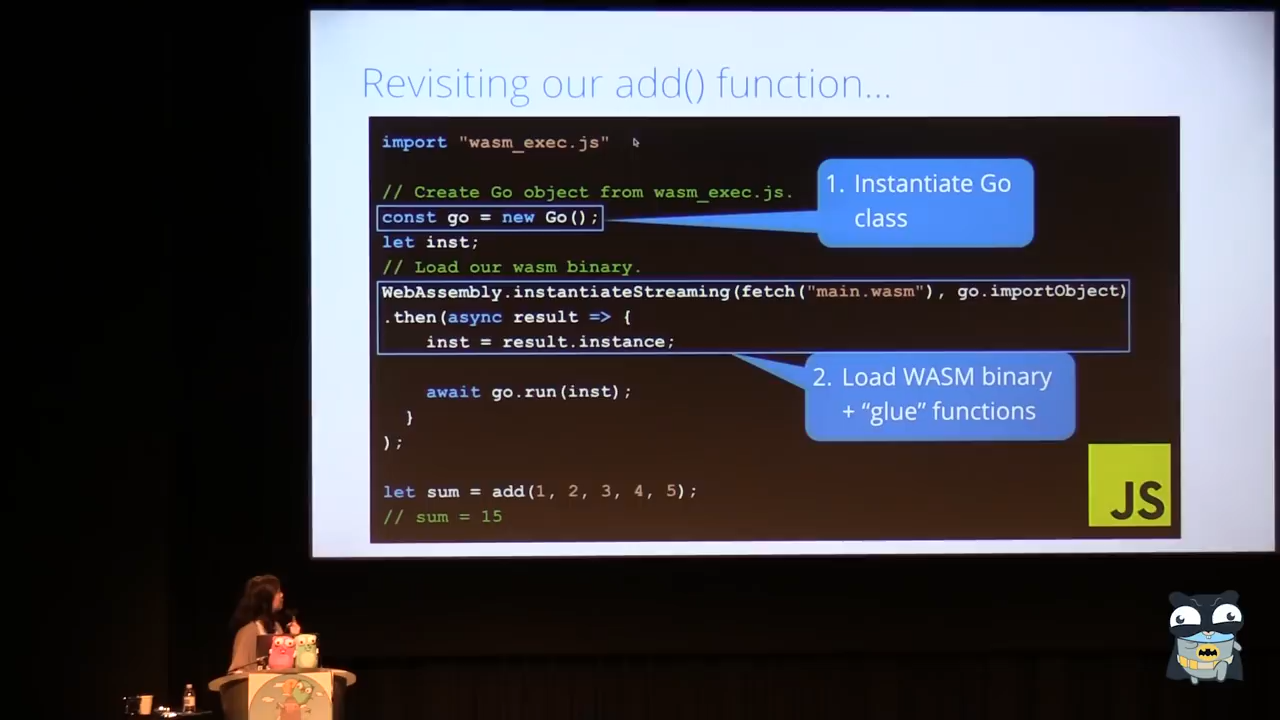 Revisiting our add() function...
import "wasm_exec.js"
// Create Go object from wasm_exec.js.
const go = new Go();
let inst;
// Load our wasm binary.
WebAssembly.instantiateStreaming(fetch("main.wasm"), go.importObject)
.then(async result => {
inst = result.instance;
await go.run(inst);
}
);
let sum = add(1, 2, 3, 4, 5);
// sum = 15
1. Instantiate Go
class
2. Load WASM binary
+ “glue” functions
JS